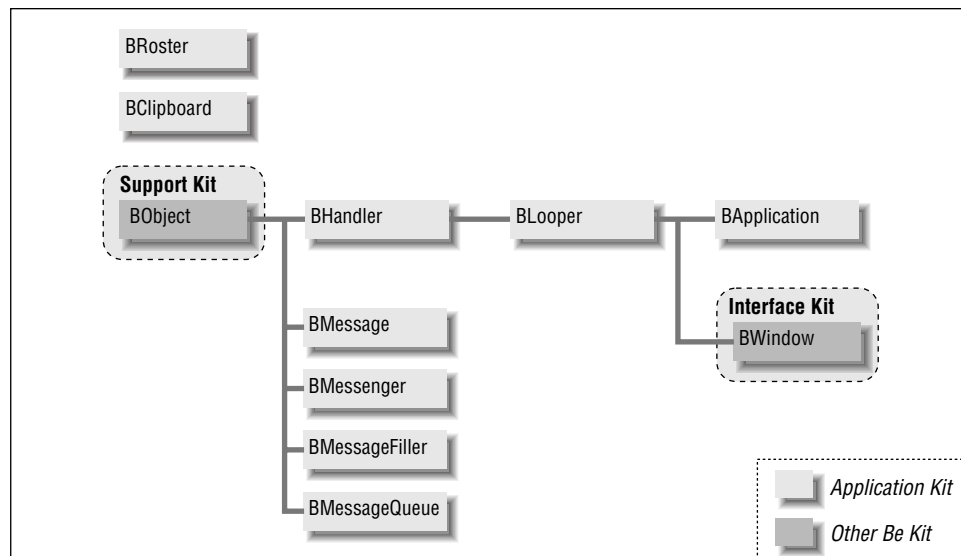 BRoster
BClipboard
Support Kit
BObject
BHandler
BLooper
BApplication
Interface Kit
BWindow
BMessage
BMessenger
BMessageFiller
BMessageQueue
Application Kit
Other Be Kit